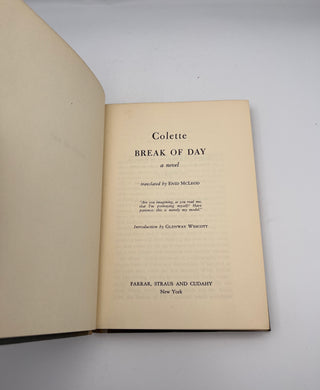 Colette
BREAK OF DAY
a novel
translated by ENID MCLEOD
"Are you imagining, as you read me,
that I'm portraying myself? Have
patience: this is merely my model."
Introduction by GLENWAY WESCOTT
FARRAR, STRAUS AND CUDAHY
New York